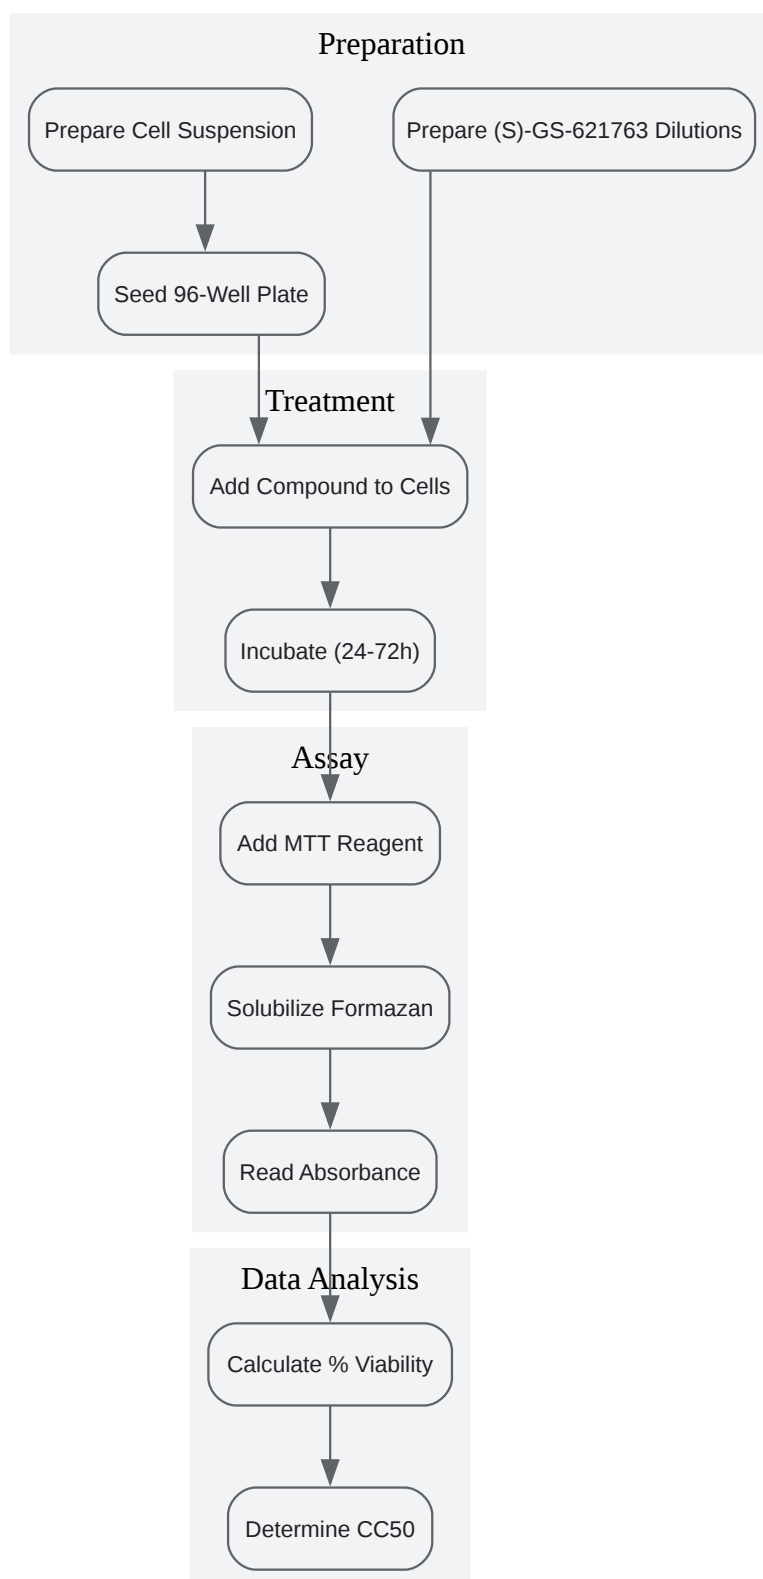 Preparation
Prepare Cell Suspension
Prepare (S)-GS-621763 Dilutions
Seed 96-Well Plate
Treatment
Add Compound to Cells
Incubate (24-72h)
Assay
Add MTT Reagent
Solubilize Formazan
Read Absorbance
Data Analysis
Calculate % Viability
Determine CC50